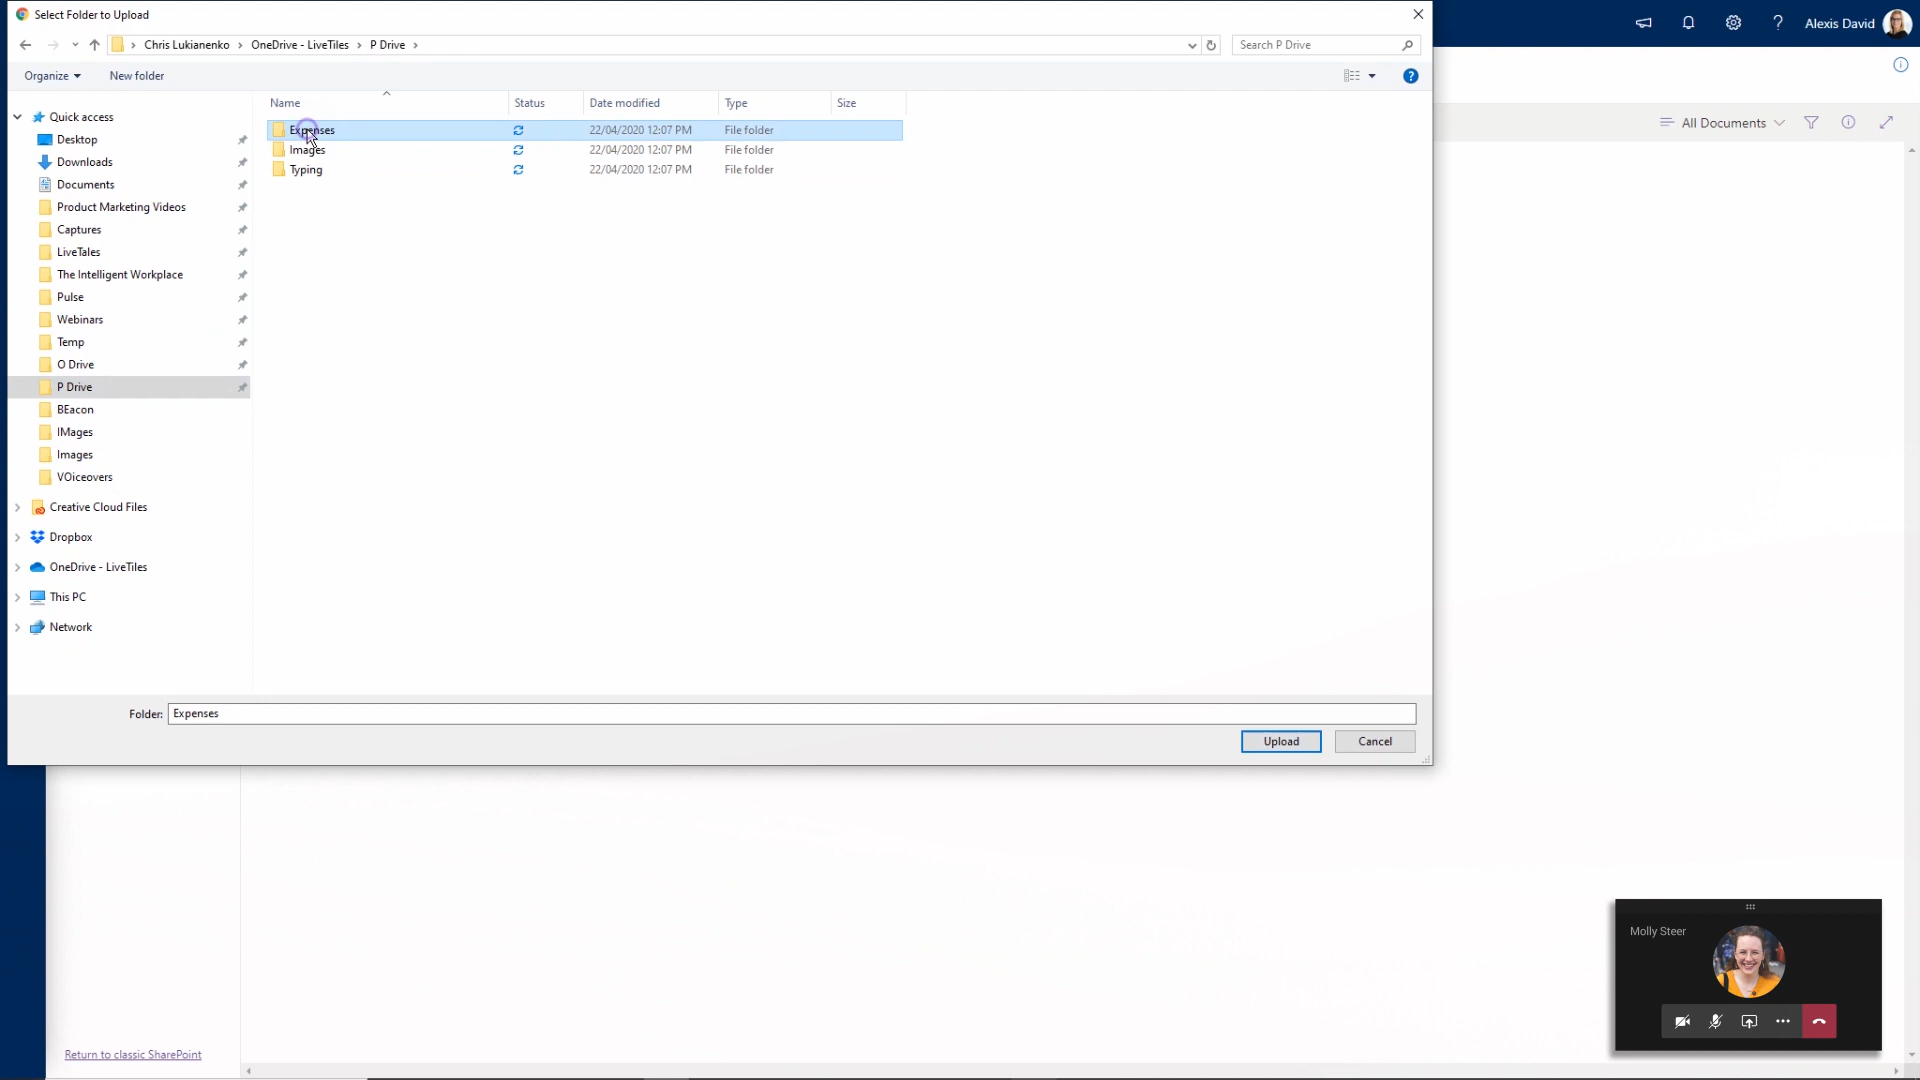 Select Folder to Upload
Alexis David
Chris Lukianenko > OneDrive - LiveTiles > P Drive >
Search P Drive
Organize
New folder
Name
Status
Date modified
Type
Size
Quick access
Desktop
Downloads
Documents
Product Marketing Videos
Captures
LiveTales
The Intelligent Workplace
Pulse
Webinars
Temp
O Drive
P Drive
BEacon
IMages
Images
VOiceovers
Creative Cloud Files
Dropbox
OneDrive - LiveTiles
This PC
Network
Expenses 22/04/2020 12:07 PM File folder
Images 22/04/2020 12:07 PM File folder
Typing 22/04/2020 12:07 PM File folder
All Documents
Folder: Expenses
Upload
Cancel
Molly Steer
Return to classic SharePoint